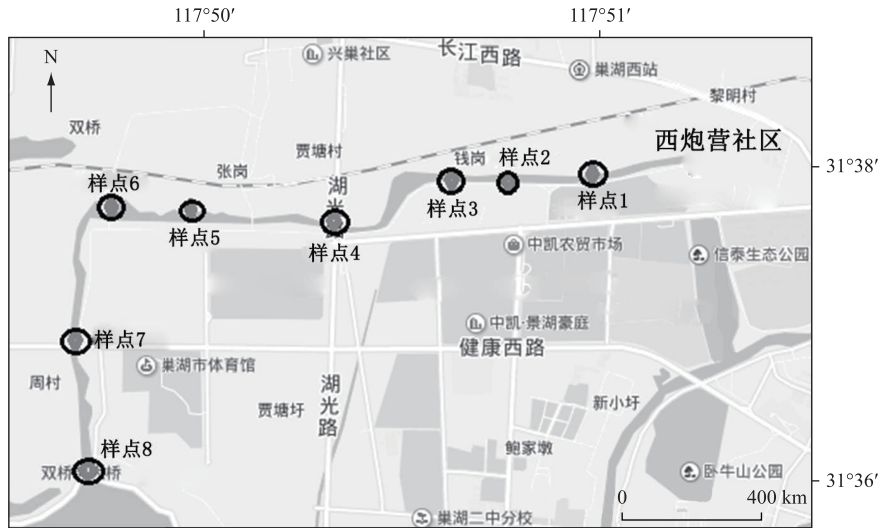 117°50′
117°51′
N
兴巢社区
长江西路
巢湖西站
黎明村
双桥
西炮营社区
贾塘村
钱岗
样点2
31°38′
张岗
样点6
湖光
样点3
样点1
样点5
样点4
中凯农贸市场
信泰生态公园
中凯·景湖豪庭
样点7
健康西路
巢湖市体育馆
周村
湖光路
贾塘圩
新小圩
鲍家墩
样点8
双桥
桥
卧牛山公园
31°36′
0
400 km
巢湖二中分校